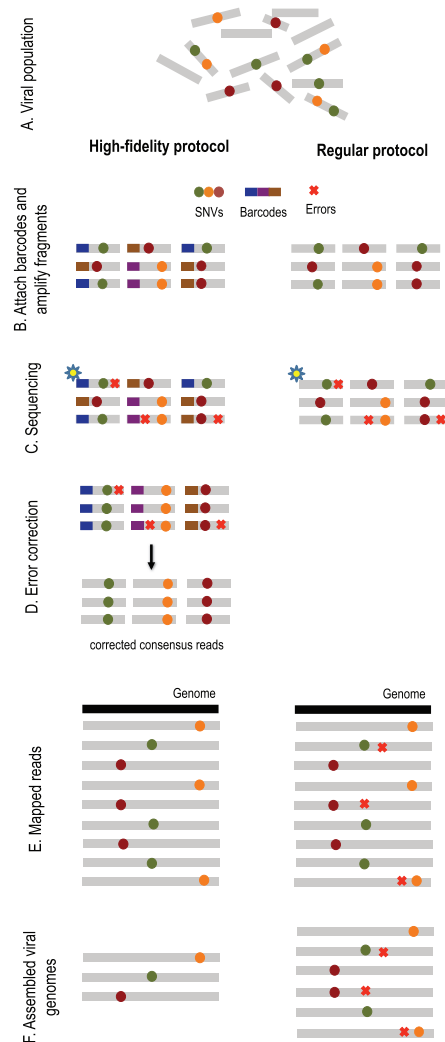 A. Viral population
High-fidelity protocol
Regular protocol
SNVs
Barcodes
Errors
B. Attach barcodes and
amplify fragments
C. Sequencing
D. Error correction
corrected consensus reads
Genome
Genome
E. Mapped reads
F. Assembled viral
genomes